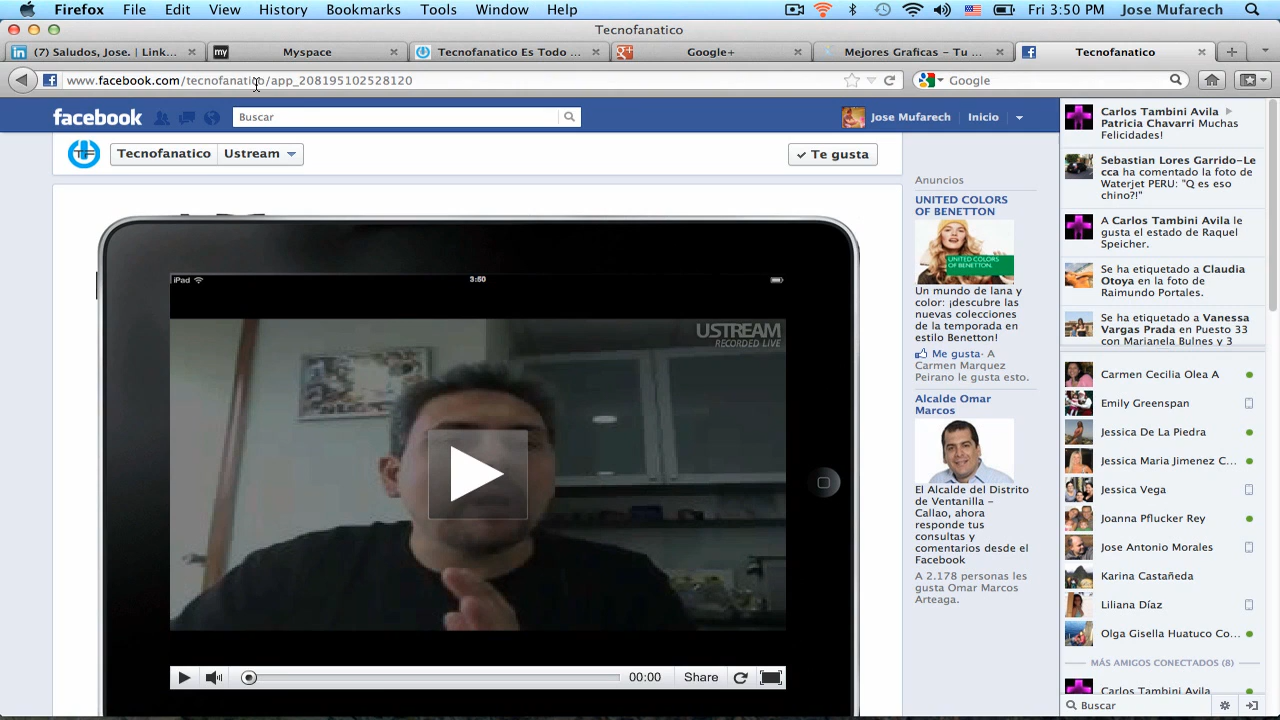 Firefox File Edit View History Bookmarks Tools Window Help Fri 3:50 PM Jose Mufarech
Tecnofanatico
(7) Saludos, Jose. | Link... Myspace Tecnofanatico Es Todo ... Google+ Mejores Graficas – Tu ... Tecnofanatico
www.facebook.com/tecnofanatico/app_208195102528120 Google
facebook Buscar Jose Mufarech Inicio
Tecnofanatico Ustream Te gusta
iPad 3:50
USTREAM
RECORDED LIVE
00:00 Share
Anuncios
UNITED COLORS
OF BENETTON
UNITED COLORS
OF BENETTON.
Un mundo de lana y
color: ¡descubre las
nuevas colecciones
de la temporada en
estilo Benetton!
Me gusta· A
Carmen Marquez
Peirano le gusta esto.
Alcalde Omar
Marcos
El Alcalde del Distrito
de Ventanilla –
Callao, ahora
responde tus
consultas y
comentarios desde el
Facebook
A 2.178 personas les
gusta Omar Marcos
Arteaga.
Carlos Tambini Avila
Patricia Chavarri Muchas
Felicidades!
Sebastian Lores Garrido-Le
cca ha comentado la foto de
Waterjet PERU: "Q es eso
chino?!"
A Carlos Tambini Avila le
gusta el estado de Raquel
Speicher.
Se ha etiquetado a Claudia
Otoya en la foto de
Raimundo Portales.
Se ha etiquetado a Vanessa
Vargas Prada en Puesto 33
con Marianela Bulnes y 3
Carmen Cecilia Olea A
Emily Greenspan
Jessica De La Piedra
Jessica Maria Jimenez C...
Jessica Vega
Joanna Pflucker Rey
Jose Antonio Morales
Karina Castañeda
Liliana Díaz
Olga Gisella Huatuco Co...
MÁS AMIGOS CONECTADOS (8)
Carlos Tambini Avila
Buscar